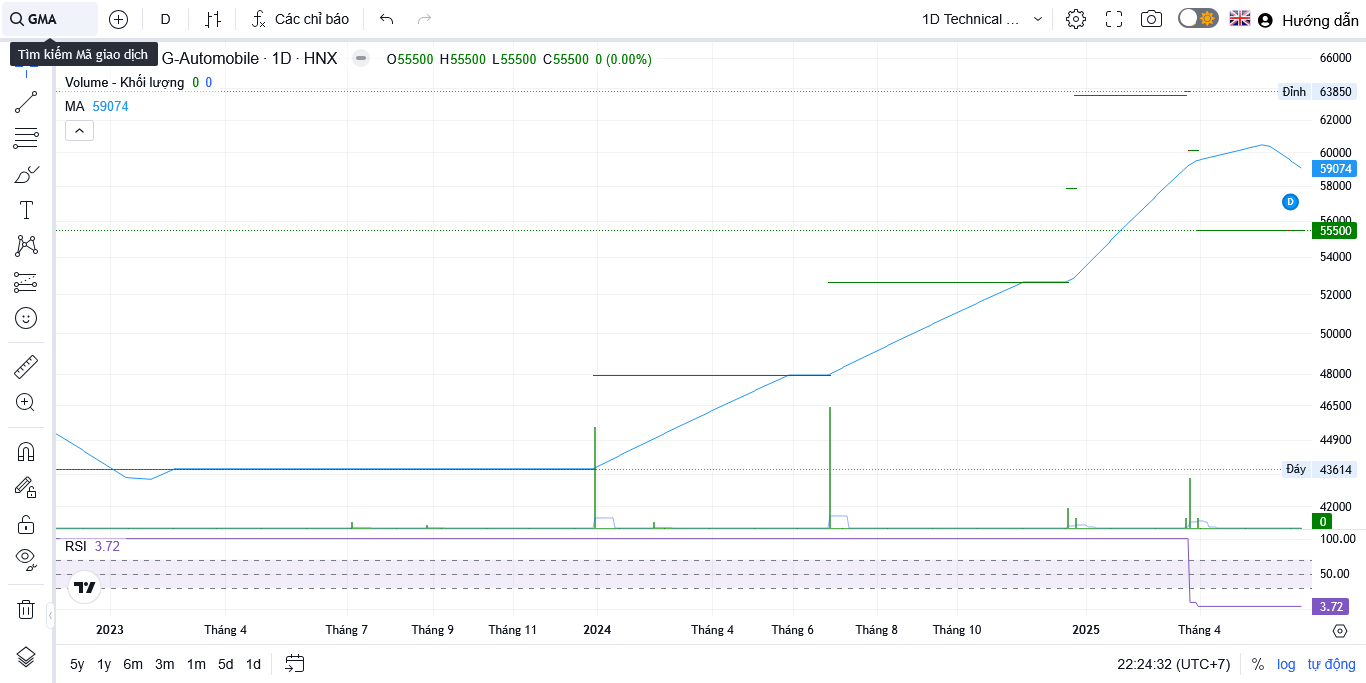 GMA
D
Các chỉ báo
1D Technical ...
Hướng dẫn
Tìm kiếm Mã giao dịch
G-Automobile · 1D · HNX
O55500 H55500 L55500 C55500 0 (0.00%)
Volume - Khối lượng 0 0
MA 59074
66000
Đỉnh 63850
62000
60000
59074
58000
D
56000
55500
54000
52000
50000
48000
46500
44900
Đáy 43614
42000
0
RSI 3.72
100.00
50.00
3.72
2023 Tháng 4 Tháng 7 Tháng 9 Tháng 11 2024 Tháng 4 Tháng 6 Tháng 8 Tháng 10 2025 Tháng 4
5y 1y 6m 3m 1m 5d 1d
22:24:32 (UTC+7) % log tự động